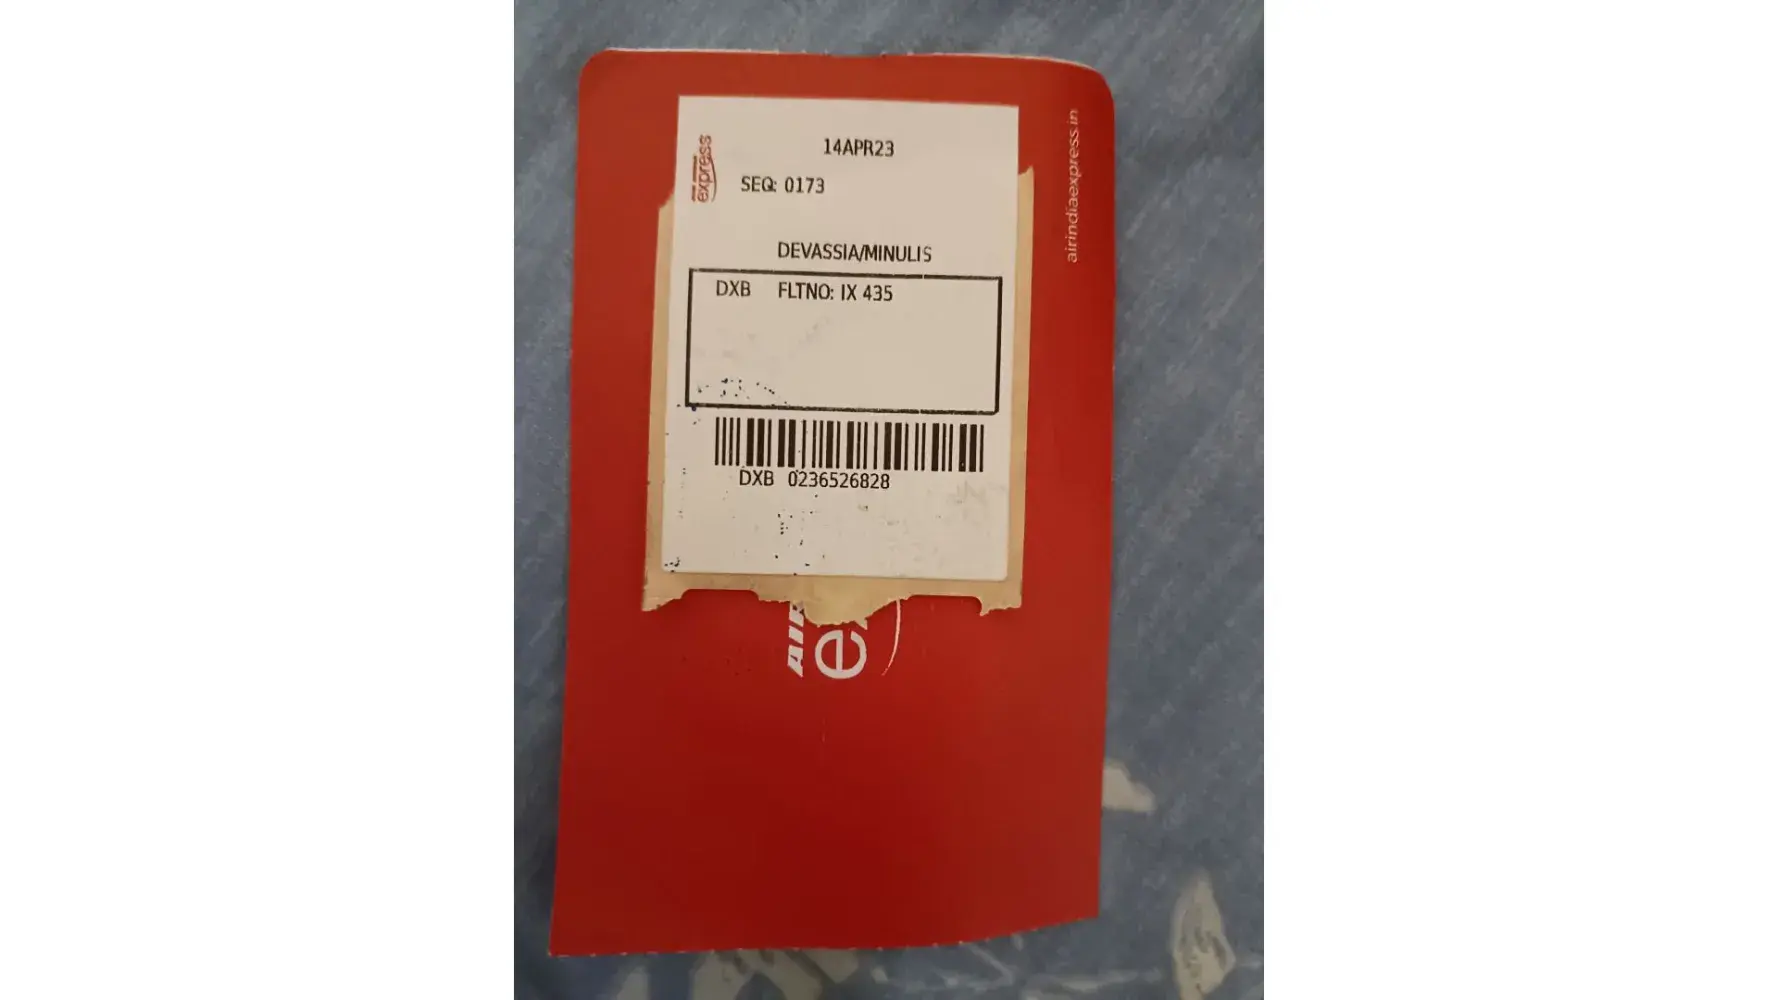 14APR23
express
SEQ: 0173
airindiaexpress.in
DEVASSIA/MINULIS
DXB FLTNO: IX 435
DXB 0236526828